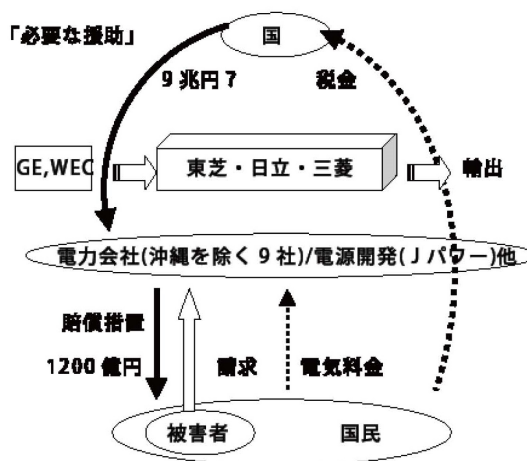 「必要な援助」
国
9兆円?
税金
GE,WEC
東芝・日立・三菱
輸出
電力会社(沖縄を除く9社)/電源開発(Jパワー)他
賠償措置
1200億円
請求
電気料金
被害者
国民